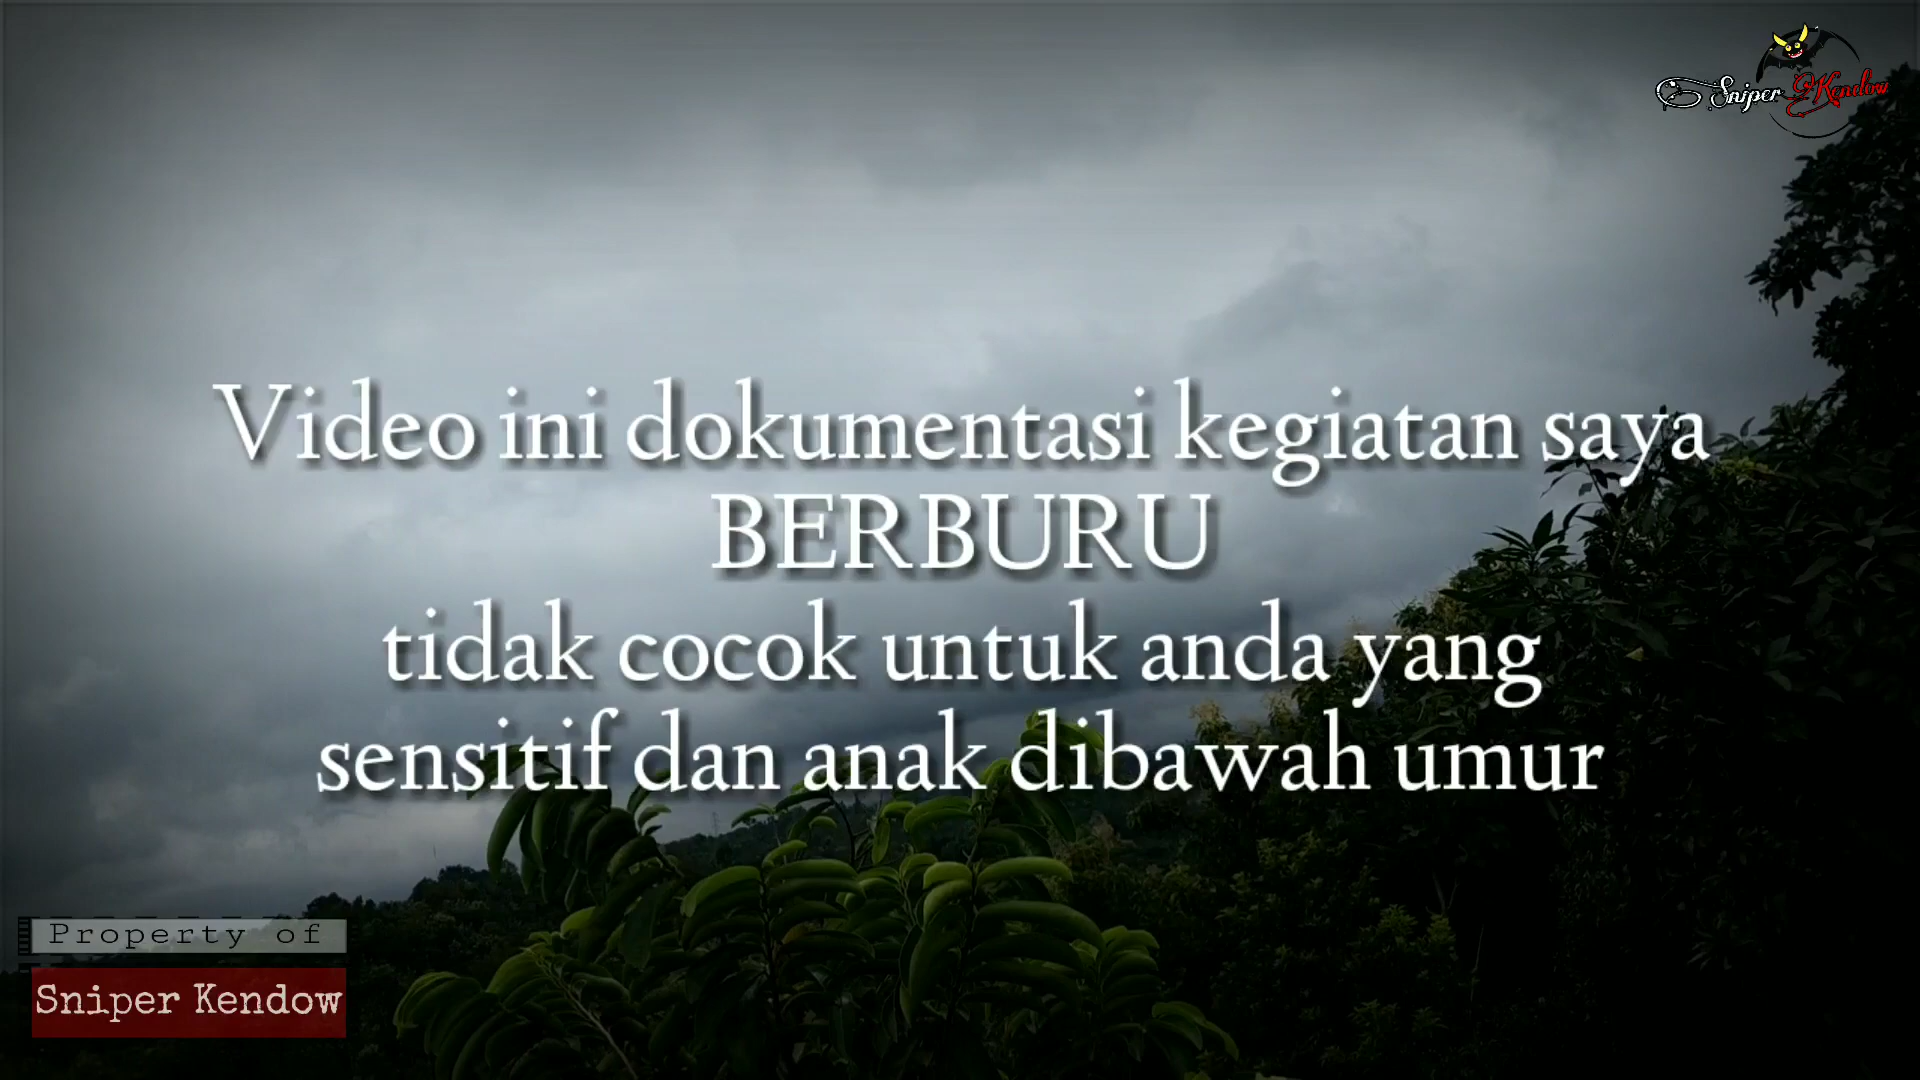 Sniper Kendow
Video ini dokumentasi kegiatan saya
BERBURU
tidak cocok untuk anda yang
sensitif dan anak dibawah umur
Property of
Sniper Kendow